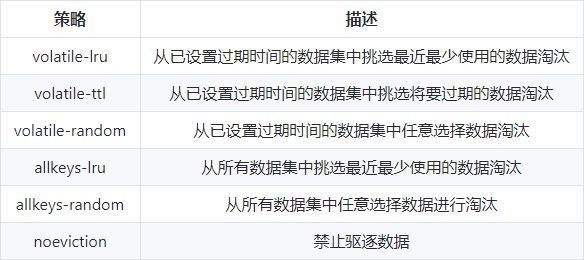 策略 描述
volatile-lru 从已设置过期时间的数据集中挑选最近最少使用的数据淘汰
volatile-ttl 从已设置过期时间的数据集中挑选将要过期的数据淘汰
volatile-random 从已设置过期时间的数据集中任意选择数据淘汰
allkeys-lru 从所有数据集中挑选最近最少使用的数据淘汰
allkeys-random 从所有数据集中任意选择数据进行淘汰
noeviction 禁止驱逐数据